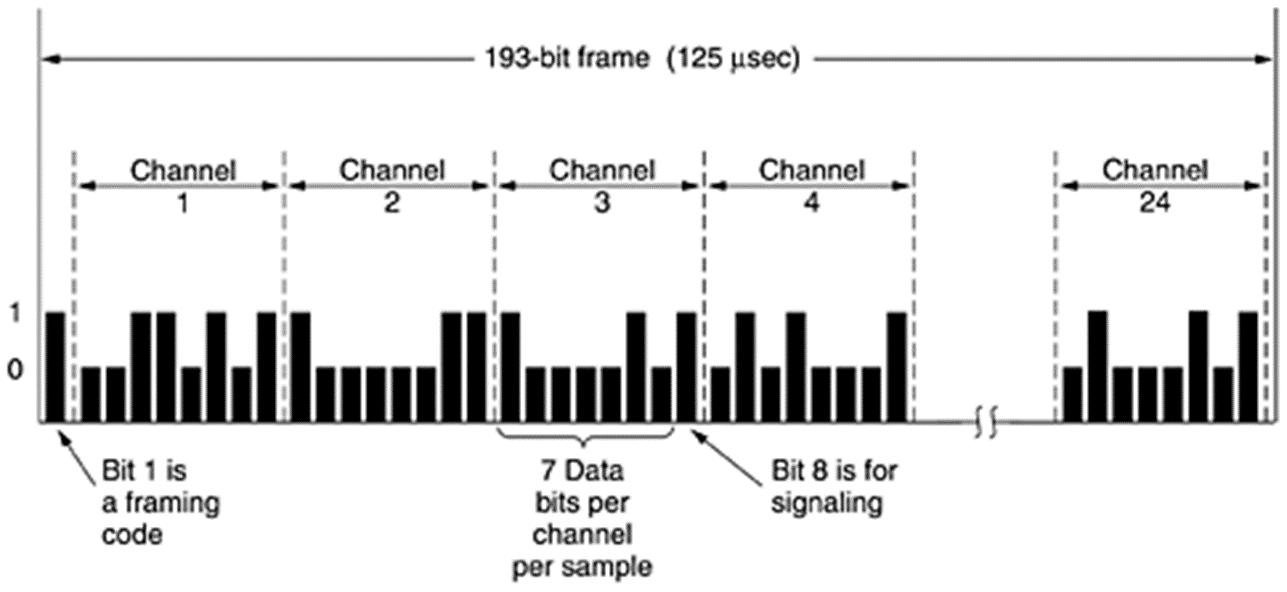 193-bit frame (125 μsec)
Channel
1
Channel
2
Channel
3
Channel
4
Channel
24
1
0
Bit 1 is
a framing
code
7 Data
bits per
channel
per sample
Bit 8 is for
signaling